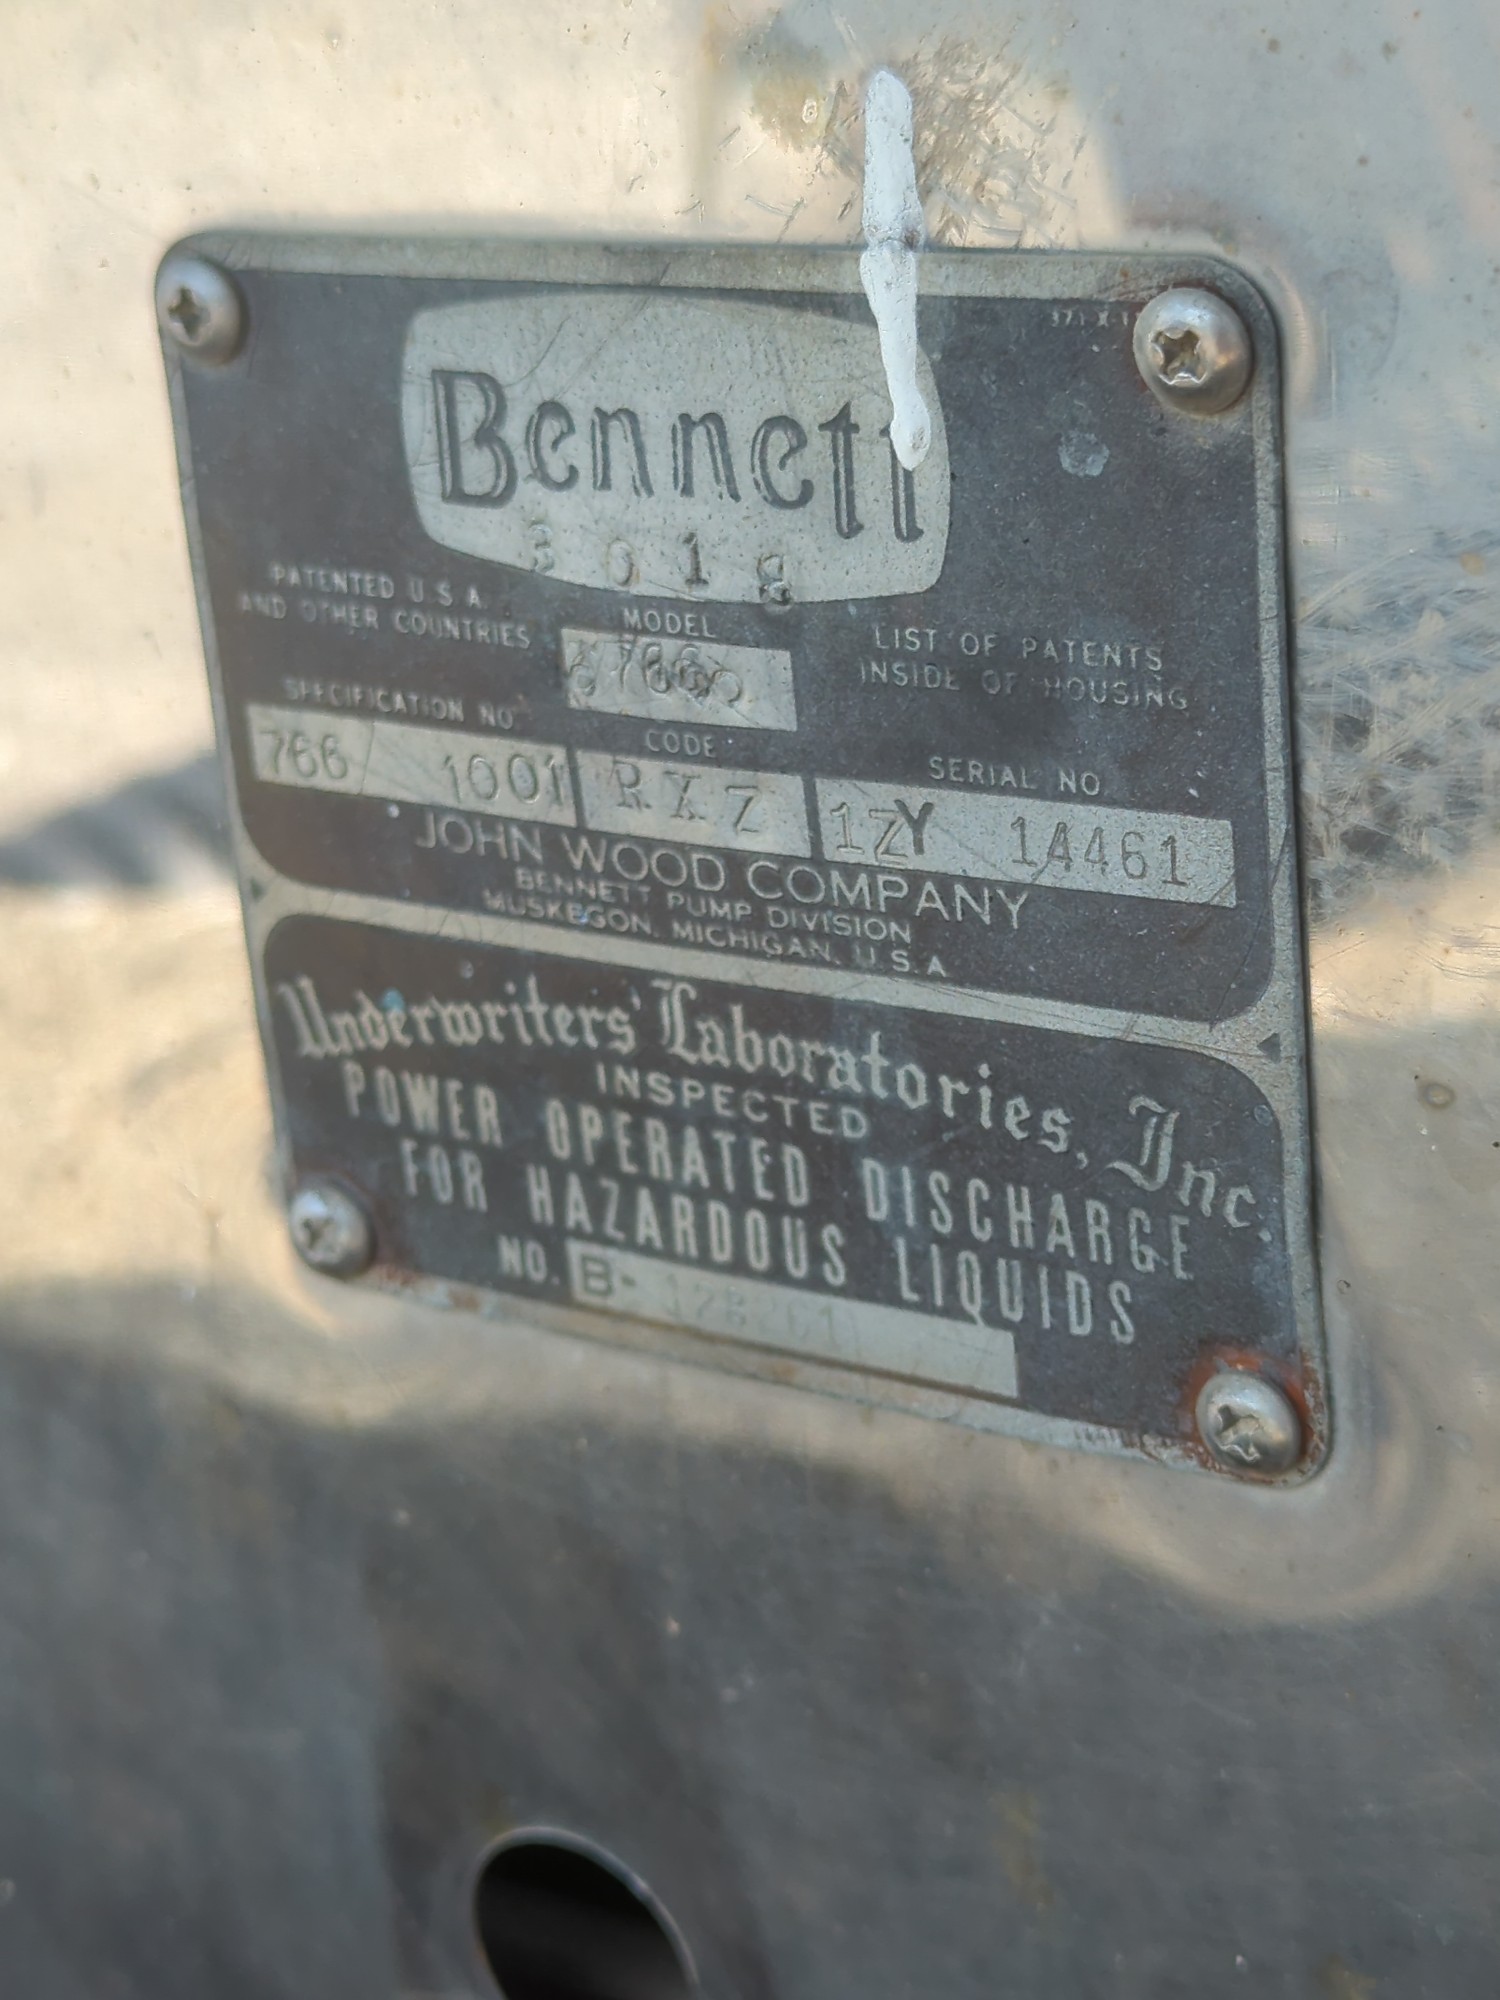 Bennett
3018
PATENTED U.S.A.
AND OTHER COUNTRIES
MODEL
766
LIST OF PATENTS
INSIDE OF HOUSING
SPECIFICATION NO.
766 1001
CODE
RXZ
SERIAL NO.
1ZY 14461
JOHN WOOD COMPANY
BENNETT PUMP DIVISION
MUSKEGON, MICHIGAN, U.S.A.
Underwriters' Laboratories, Inc.
INSPECTED
POWER OPERATED DISCHARGE
FOR HAZARDOUS LIQUIDS
NO. B-